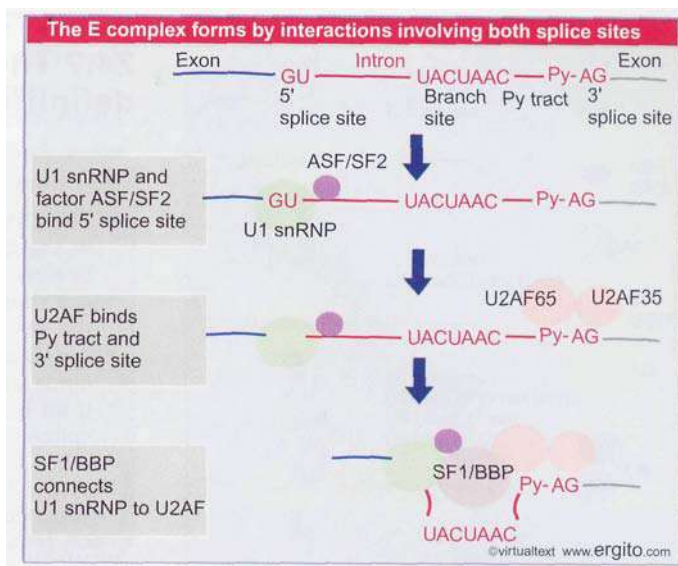 The E complex forms by interactions involving both splice sites
Exon Intron Exon
GU UACUAAC Py-AG
5' splice site
Branch site
Py tract
3' splice site
ASF/SF2
U1 snRNP and
factor ASF/SF2
bind 5' splice site
GU UACUAAC Py-AG
U1 snRNP
U2AF65 U2AF35
U2AF binds
Py tract and
3' splice site
UACUAAC Py-AG
SF1/BBP
connects
U1 snRNP to U2AF
SF1/BBP
Py-AG
UACUAAC
©virtualtext www.ergito.com